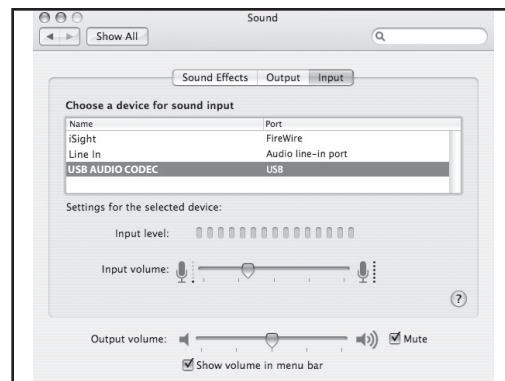 Sound
Show All
Sound Effects Output Input
Choose a device for sound input
Name Port
iSight FireWire
Line In Audio line-in port
USB AUDIO CODEC USB
Settings for the selected device:
Input level:
Input volume:
?
Output volume: Mute
Show volume in menu bar